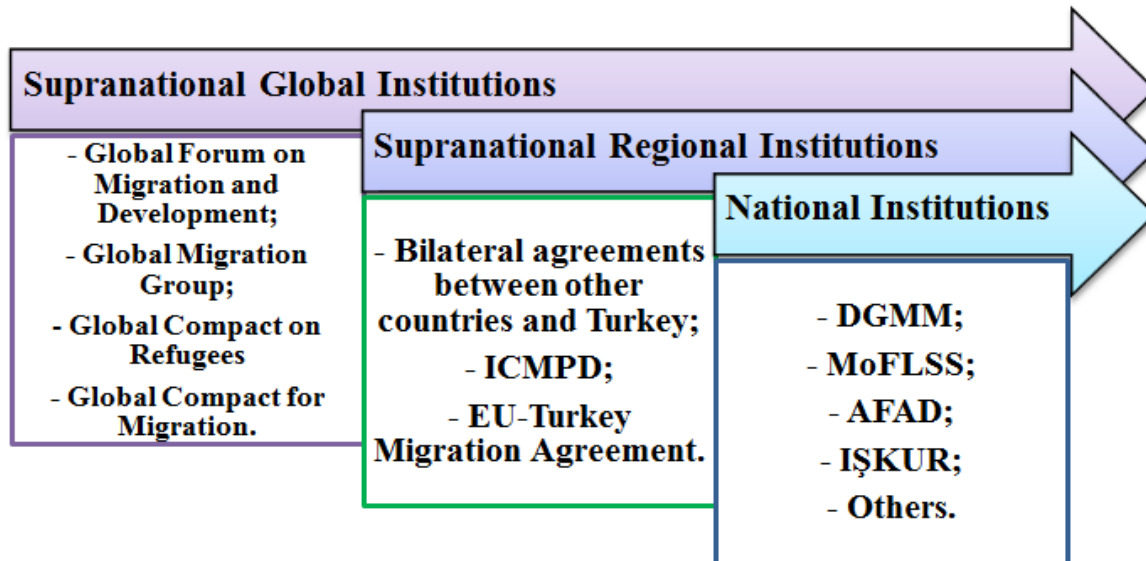 Supranational Global Institutions
- Global Forum on
Migration and
Development;
- Global Migration
Group;
- Global Compact on
Refugees
- Global Compact for
Migration.
Supranational Regional Institutions
- Bilateral agreements
between other
countries and Turkey;
- ICMPD;
- EU-Turkey
Migration Agreement.
National Institutions
- DGMM;
- MoFLSS;
- AFAD;
- IŞKUR;
- Others.